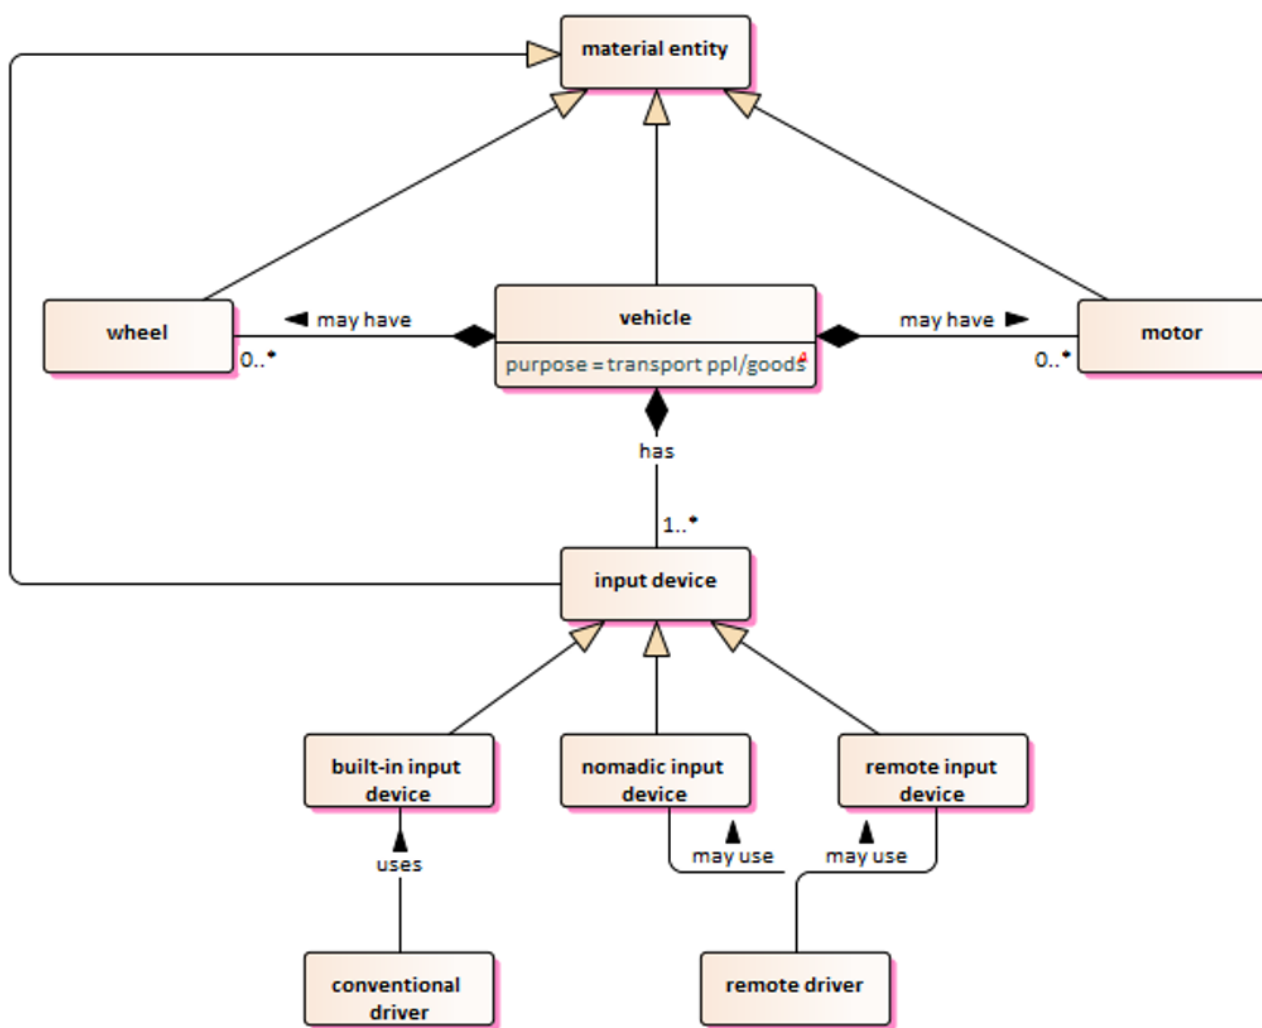 material entity
vehicle
may have
may have
wheel
motor
0..*
0..*
purpose = transport ppl/goods
has
1..*
input device
built-in input
device
nomadic input
device
remote input
device
uses
may use
may use
conventional
driver
remote driver